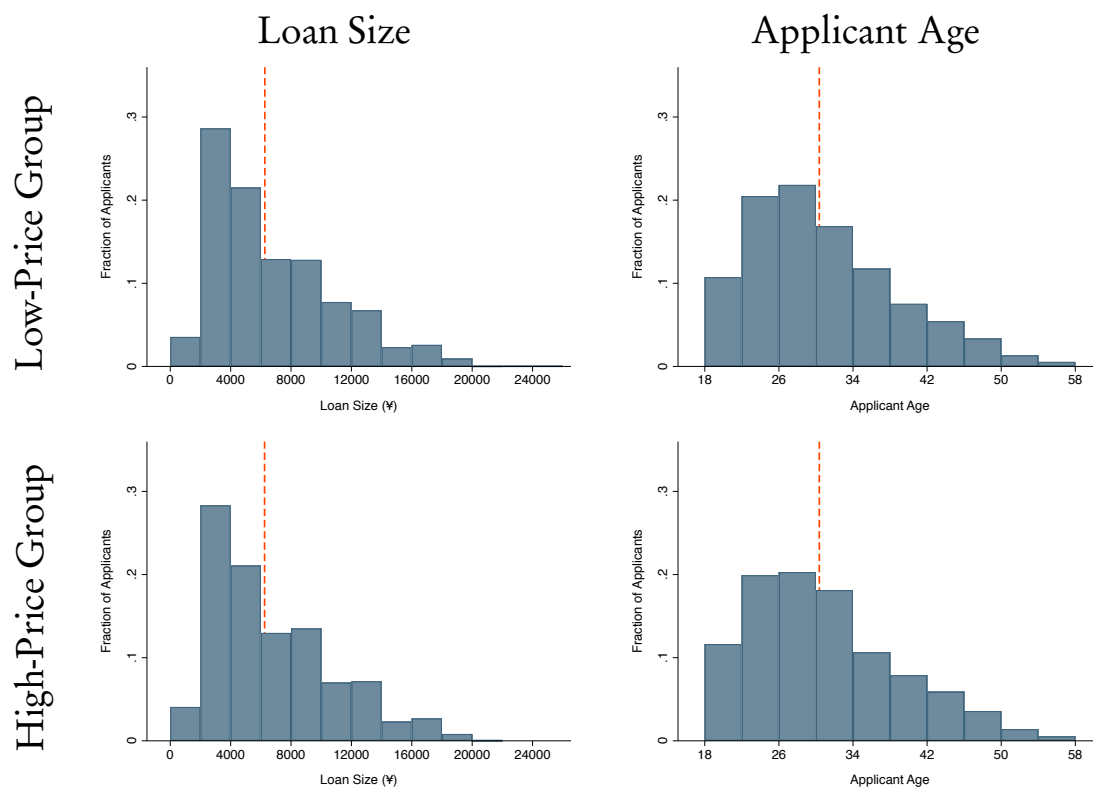 Loan Size
Applicant Age
Low-Price Group
Fraction of Applicants
0 .1 .2 .3
0 4000 8000 12000 16000 20000 24000
Loan Size (¥)
Fraction of Applicants
0 .1 .2 .3
18 26 34 42 50 58
Applicant Age
High-Price Group
Fraction of Applicants
0 .1 .2 .3
0 4000 8000 12000 16000 20000 24000
Loan Size (¥)
Fraction of Applicants
0 .1 .2 .3
18 26 34 42 50 58
Applicant Age